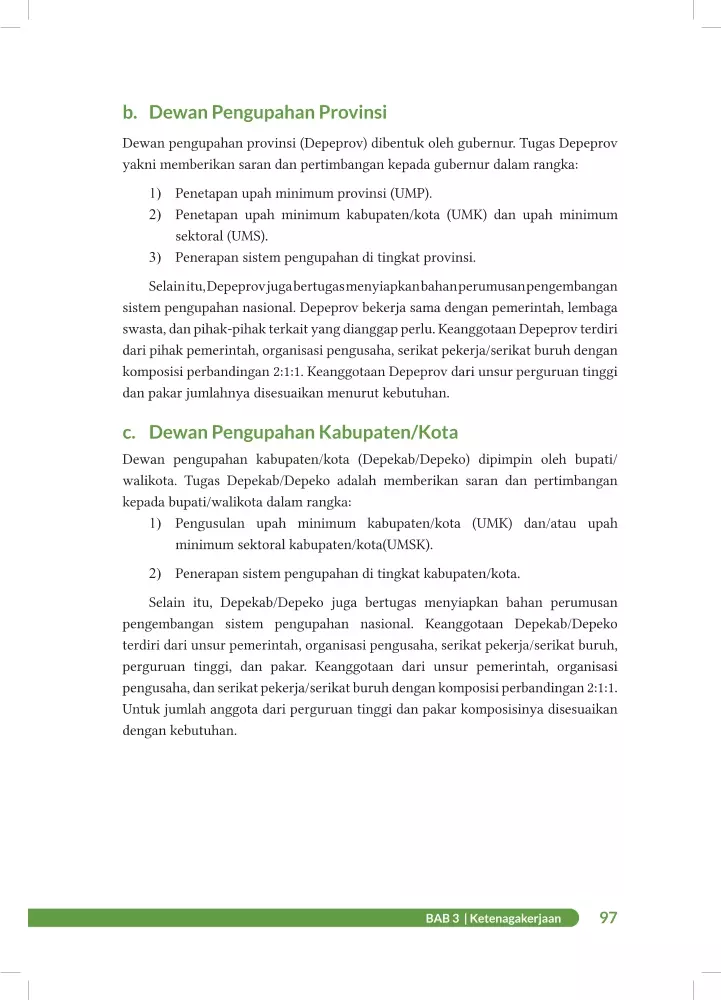 b. Dewan Pengupahan Provinsi
Dewan pengupahan provinsi (Depeprov) dibentuk oleh gubernur. Tugas Depeprov
yakni memberikan saran dan pertimbangan kepada gubernur dalam rangka:
1) Penetapan upah minimum provinsi (UMP).
2) Penetapan upah minimum kabupaten/kota (UMK) dan upah minimum
sektoral (UMS).
3) Penerapan sistem pengupahan di tingkat provinsi.
Selain itu, Depeprov juga bertugas menyiapkan bahan perumusan pengembangan
sistem pengupahan nasional. Depeprov bekerja sama dengan pemerintah, lembaga
swasta, dan pihak-pihak terkait yang dianggap perlu. Keanggotaan Depeprov terdiri
dari pihak pemerintah, organisasi pengusaha, serikat pekerja/serikat buruh dengan
komposisi perbandingan 2:1:1. Keanggotaan Depeprov dari unsur perguruan tinggi
dan pakar jumlahnya disesuaikan menurut kebutuhan.
c. Dewan Pengupahan Kabupaten/Kota
Dewan pengupahan kabupaten/kota (Depekab/Depeko) dipimpin oleh bupati/
walikota. Tugas Depekab/Depeko adalah memberikan saran dan pertimbangan
kepada bupati/walikota dalam rangka:
1) Pengusulan upah minimum kabupaten/kota (UMK) dan/atau upah
minimum sektoral kabupaten/kota(UMSK).
2) Penerapan sistem pengupahan di tingkat kabupaten/kota.
Selain itu, Depekab/Depeko juga bertugas menyiapkan bahan perumusan
pengembangan sistem pengupahan nasional. Keanggotaan Depekab/Depeko
terdiri dari unsur pemerintah, organisasi pengusaha, serikat pekerja/serikat buruh,
perguruan tinggi, dan pakar. Keanggotaan dari unsur pemerintah, organisasi
pengusaha, dan serikat pekerja/serikat buruh dengan komposisi perbandingan 2:1:1.
Untuk jumlah anggota dari perguruan tinggi dan pakar komposisinya disesuaikan
dengan kebutuhan.
BAB 3 | Ketenagakerjaan 97